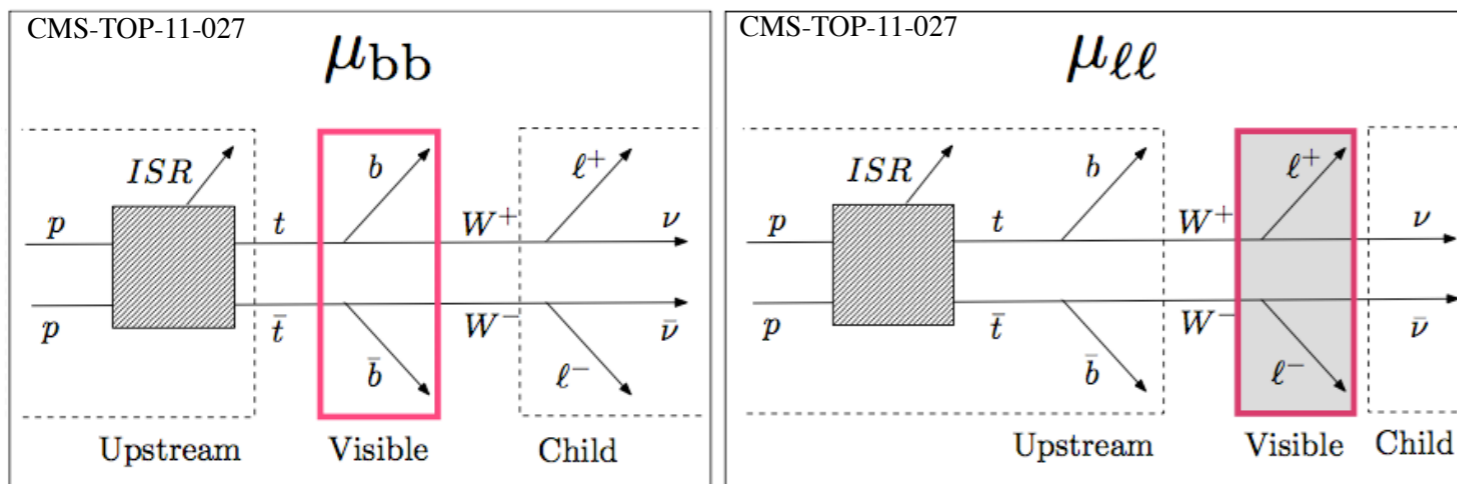 CMS-TOP-11-027
μbb
ISR
b
ℓ+
p
t
W+
ν
p
t̄
W−
ν̄
b̄
ℓ−
Upstream Visible Child
CMS-TOP-11-027
μℓℓ
ISR
b
ℓ+
p
t
W+
ν
p
t̄
W−
ν̄
b̄
ℓ−
Upstream Visible Child